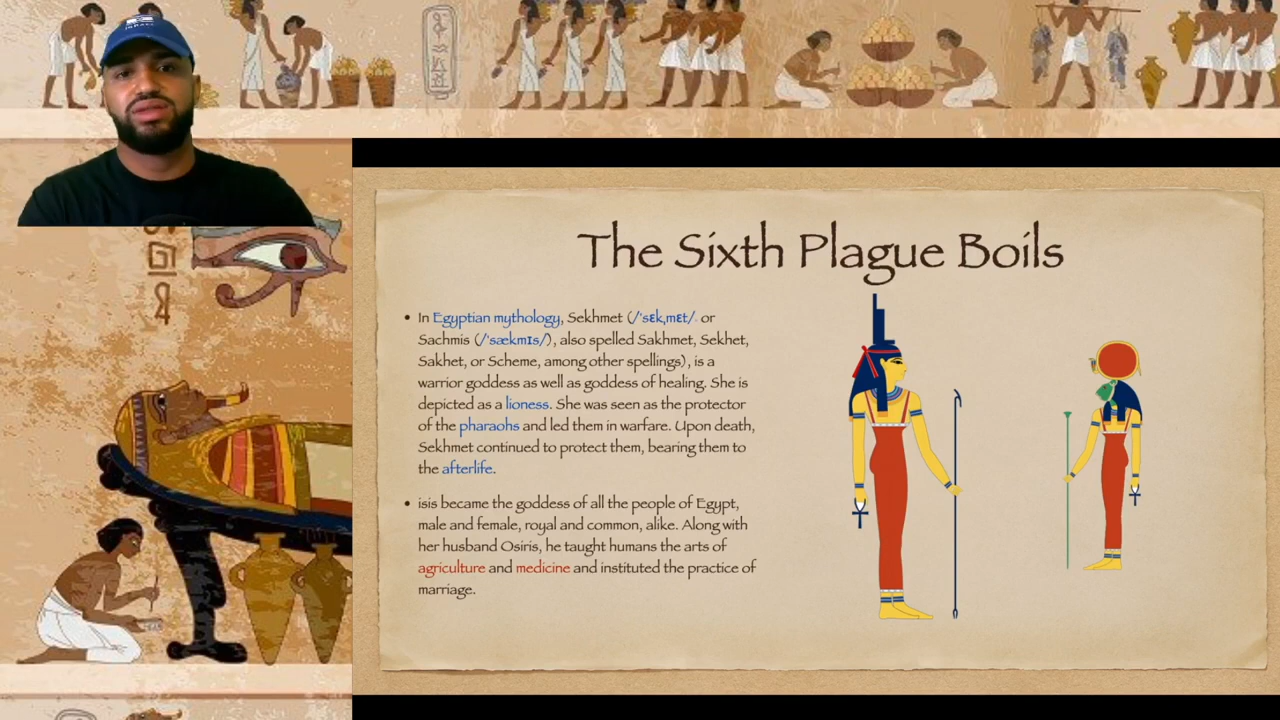 The Sixth Plague Boils
• In Egyptian mythology, Sekhmet (/ˈsɛkˌmɛt/ or
Sachmis (/ˈsækmɪs/), also spelled Sakhmet, Sekhet,
Sakhet, or Scheme, among other spellings), is a
warrior goddess as well as goddess of healing. She is
depicted as a lioness. She was seen as the protector
of the pharaohs and led them in warfare. Upon death,
Sekhmet continued to protect them, bearing them to
the afterlife.
• isis became the goddess of all the people of Egypt,
male and female, royal and common, alike. Along with
her husband Osiris, he taught humans the arts of
agriculture and medicine and instituted the practice of
marriage.